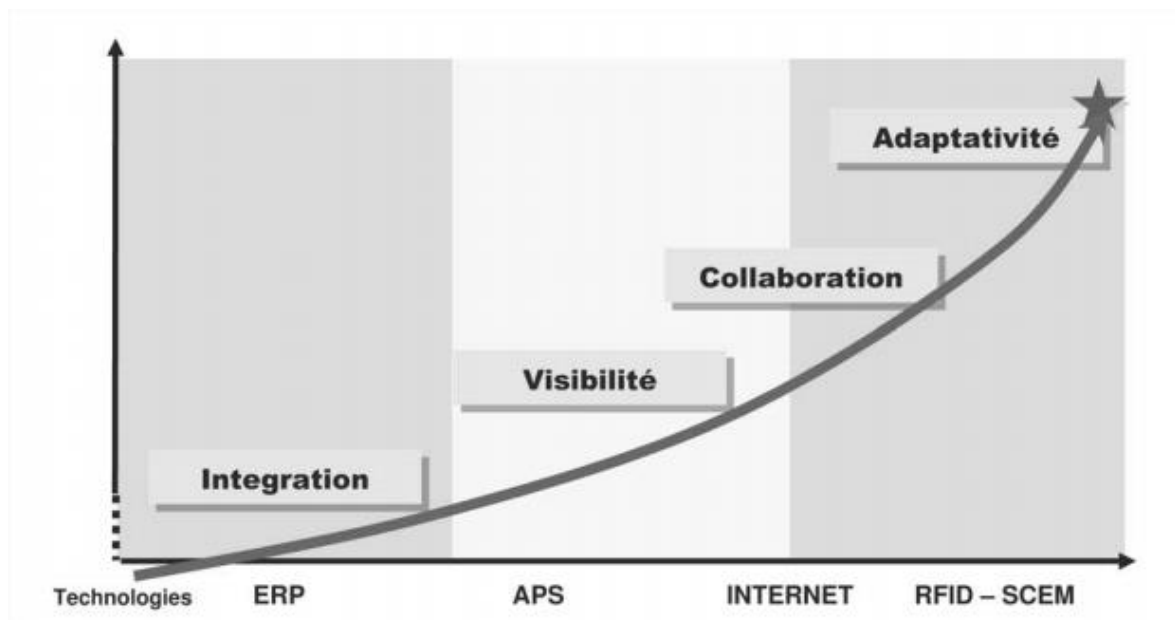 Adaptativité
Collaboration
Visibilité
Integration
Technologies ERP APS INTERNET RFID – SCEM